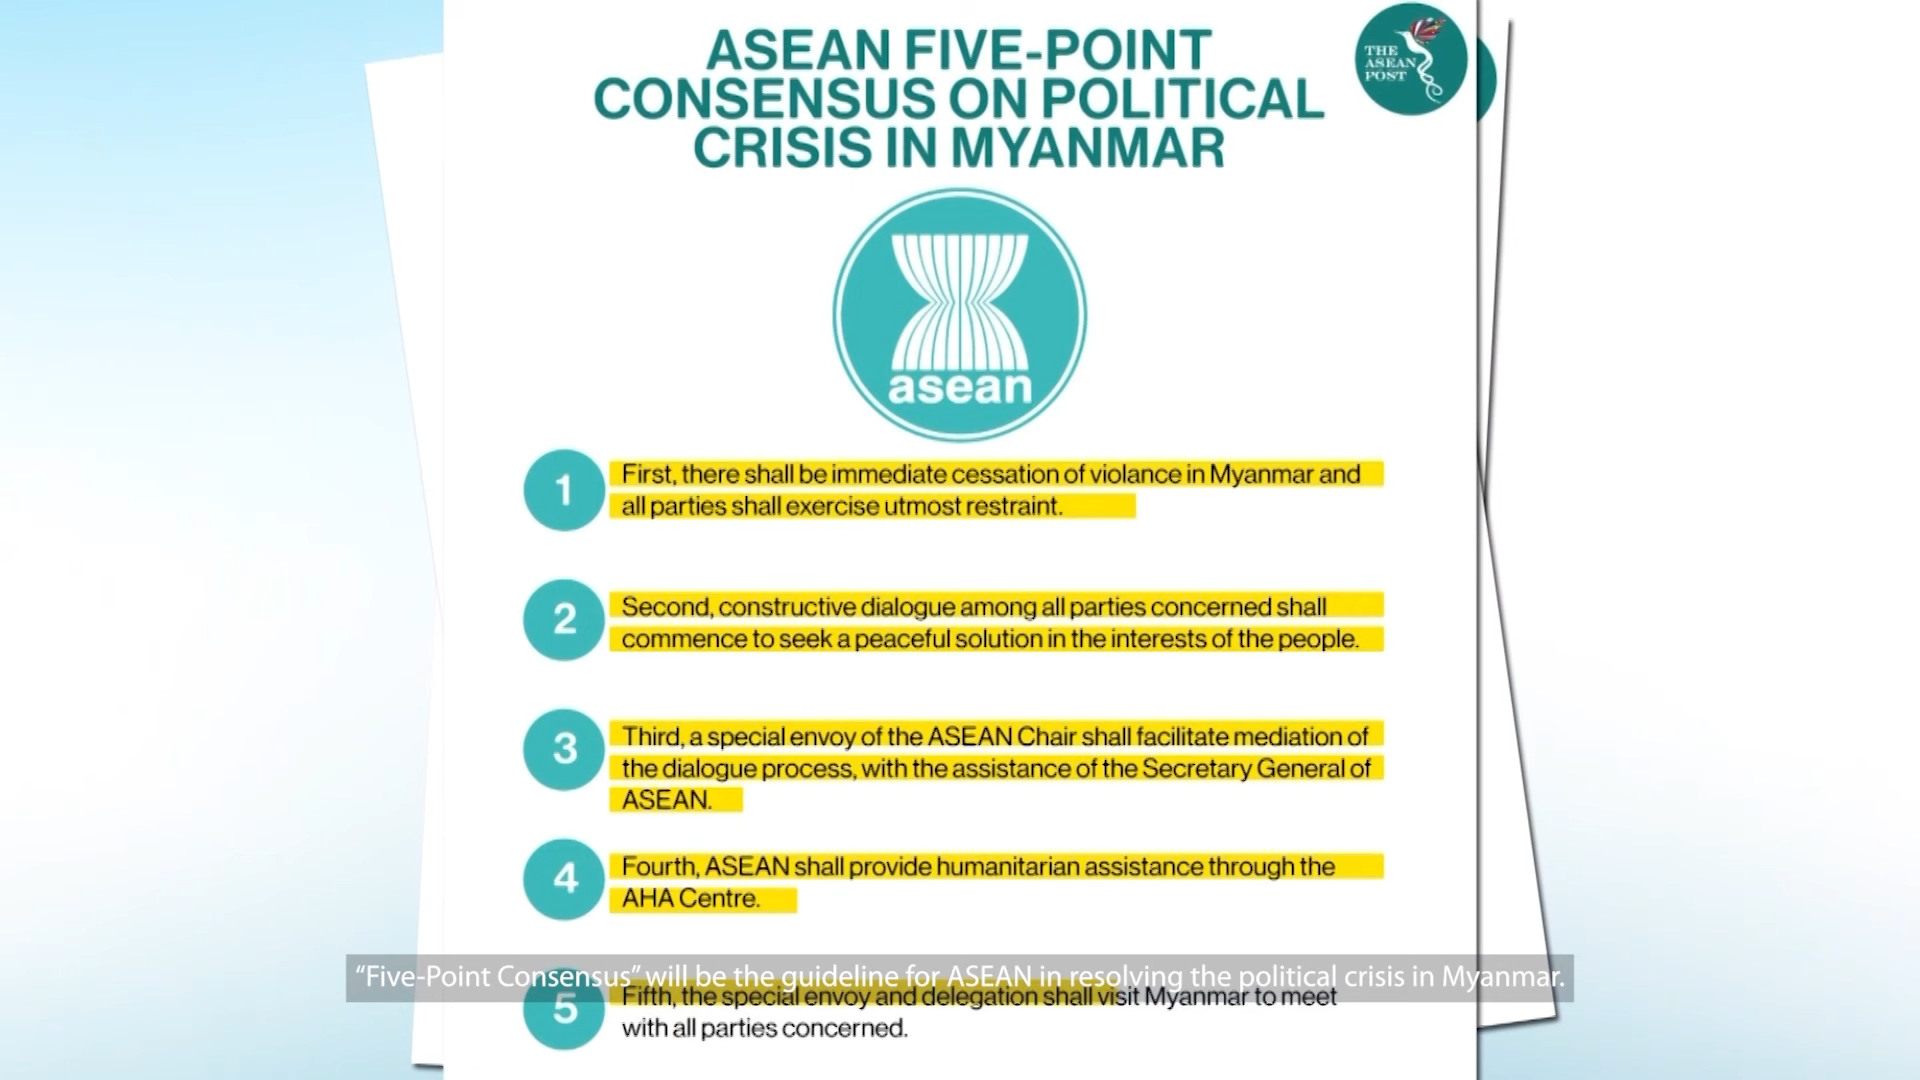 ASEAN FIVE-POINT
CONSENSUS ON POLITICAL
CRISIS IN MYANMAR
THE
ASEAN
POST
asean
1
First, there shall be immediate cessation of violance in Myanmar and
all parties shall exercise utmost restraint.
2
Second, constructive dialogue among all parties concerned shall
commence to seek a peaceful solution in the interests of the people.
3
Third, a special envoy of the ASEAN Chair shall facilitate mediation of
the dialogue process, with the assistance of the Secretary General of
ASEAN.
4
Fourth, ASEAN shall provide humanitarian assistance through the
AHA Centre.
“Five-Point Consensus” will be the guideline for ASEAN in resolving the political crisis in Myanmar.
5
Fifth, the special envoy and delegation shall visit Myanmar to meet
with all parties concerned.